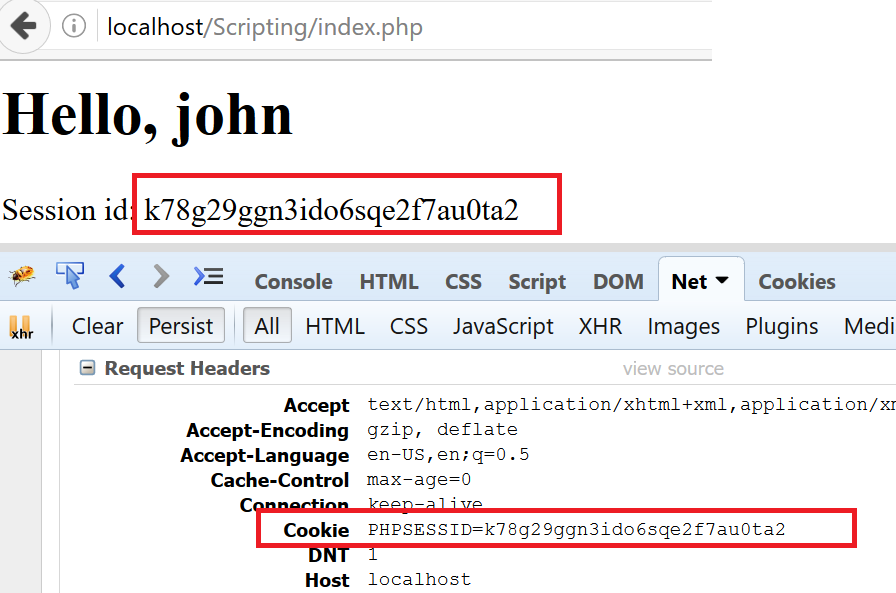 localhost/Scripting/index.php
Hello, john
Session id: k78g29ggn3ido6sqe2f7au0ta2
Console HTML CSS Script DOM Net Cookies
xhr Clear Persist All HTML CSS JavaScript XHR Images Plugins Medi
Request Headers view source
Accept text/html,application/xhtml+xml,application/xm
Accept-Encoding gzip, deflate
Accept-Language en-US,en;q=0.5
Cache-Control max-age=0
Connection keep-alive
Cookie PHPSESSID=k78g29ggn3ido6sqe2f7au0ta2
DNT 1
Host localhost